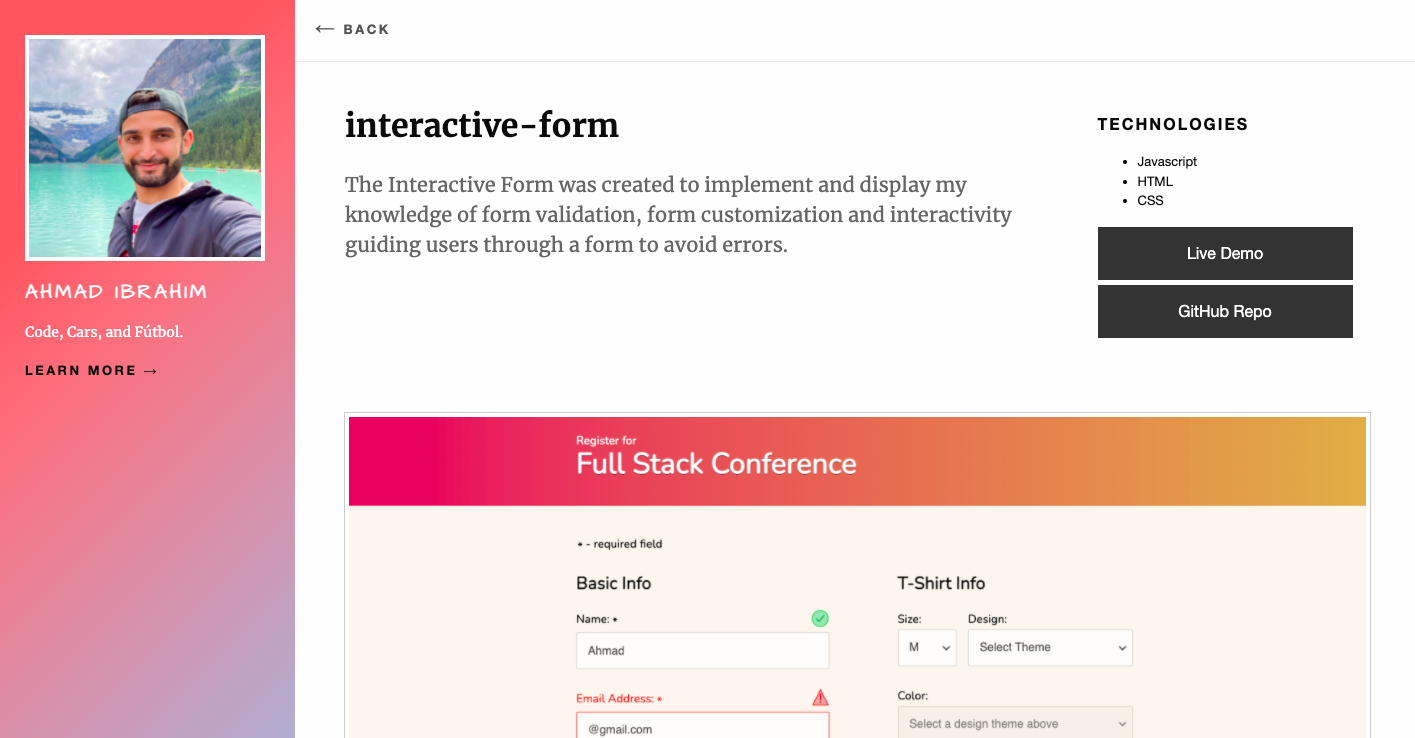 ← BACK
AHMAD IBRAHIM
Code, Cars, and Fútbol.
LEARN MORE →
interactive-form
The Interactive Form was created to implement and display my
knowledge of form validation, form customization and interactivity
guiding users through a form to avoid errors.
TECHNOLOGIES
• Javascript
• HTML
• CSS
Live Demo
GitHub Repo
Register for
Full Stack Conference
* - required field
Basic Info
Name: *
Ahmad
Email Address: *
@gmail.com
T-Shirt Info
Size:
Design:
M
Select Theme
Color:
Select a design theme above